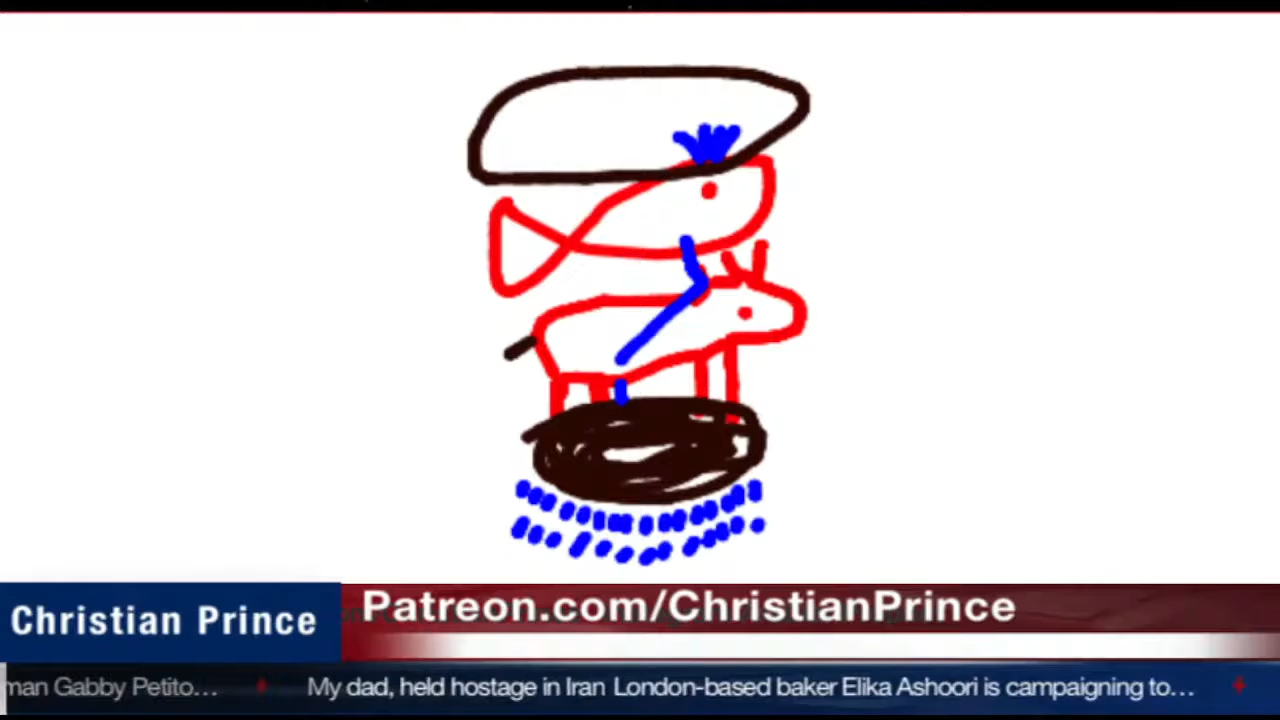 Patreon.com/ChristianPrince
Christian Prince
man Gabby Petito... My dad, held hostage in Iran London-based baker Elika Ashoori is campaigning to...